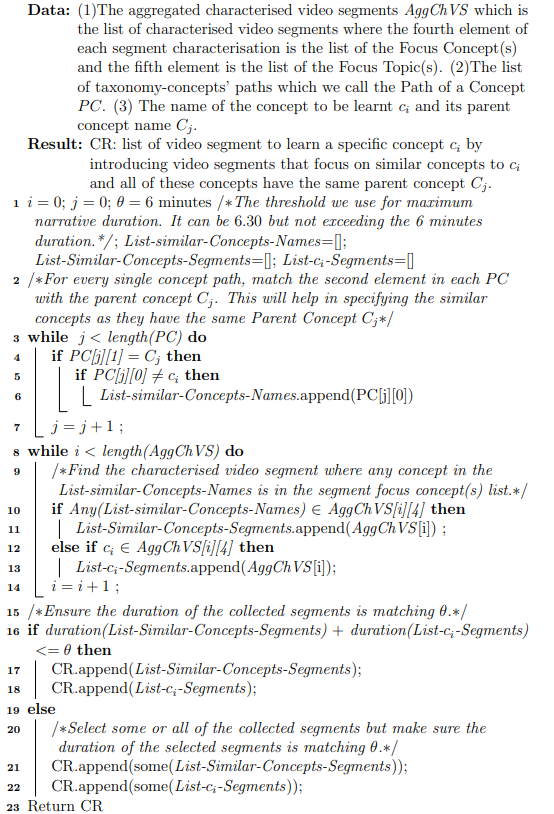 Data: (1)The aggregated characterised video segments AggChVS which is
the list of characterised video segments where the fourth element of
each segment characterisation is the list of the Focus Concept(s)
and the fifth element is the list of the Focus Topic(s). (2)The list
of taxonomy-concepts' paths which we call the Path of a Concept
PC. (3) The name of the concept to be learnt c_i and its parent
concept name C_j.
Result: CR: list of video segment to learn a specific concept c_i by
introducing video segments that focus on similar concepts to c_i
and all of these concepts have the same parent concept C_j.
1 i = 0; j = 0; θ = 6 minutes /*The threshold we use for maximum
narrative duration. It can be 6.30 but not exceeding the 6 minutes
duration.*/; List-similar-Concepts-Names=[];
List-Similar-Concepts-Segments=[]; List-c_i-Segments=[]
2 /*For every single concept path, match the second element in each PC
with the parent concept C_j. This will help in specifying the similar
concepts as they have the same Parent Concept C_j*/
3 while j < length(PC) do
4 if PC[j][1] = C_j then
5 if PC[j][0] ≠ c_i then
6 List-similar-Concepts-Names.append(PC[j][0])
7 j = j + 1 ;
8 while i < length(AggChVS) do
9 /*Find the characterised video segment where any concept in the
List-similar-Concepts-Names is in the segment focus concept(s) list.*/
10 if Any(List-similar-Concepts-Names) ∈ AggChVS[i][4] then
11 List-Similar-Concepts-Segments.append(AggChVS[i]) ;
12 else if c_i ∈ AggChVS[i][4] then
13 List-c_i-Segments.append(AggChVS[i]);
14 i = i + 1 ;
15 /*Ensure the duration of the collected segments is matching θ.*/
16 if duration(List-Similar-Concepts-Segments) + duration(List-c_i-Segments)
<= θ then
17 CR.append(List-Similar-Concepts-Segments);
18 CR.append(List-c_i-Segments);
19 else
20 /*Select some or all of the collected segments but make sure the
duration of the selected segments is matching θ.*/
21 CR.append(some(List-Similar-Concepts-Segments));
22 CR.append(some(List-c_i-Segments));
23 Return CR